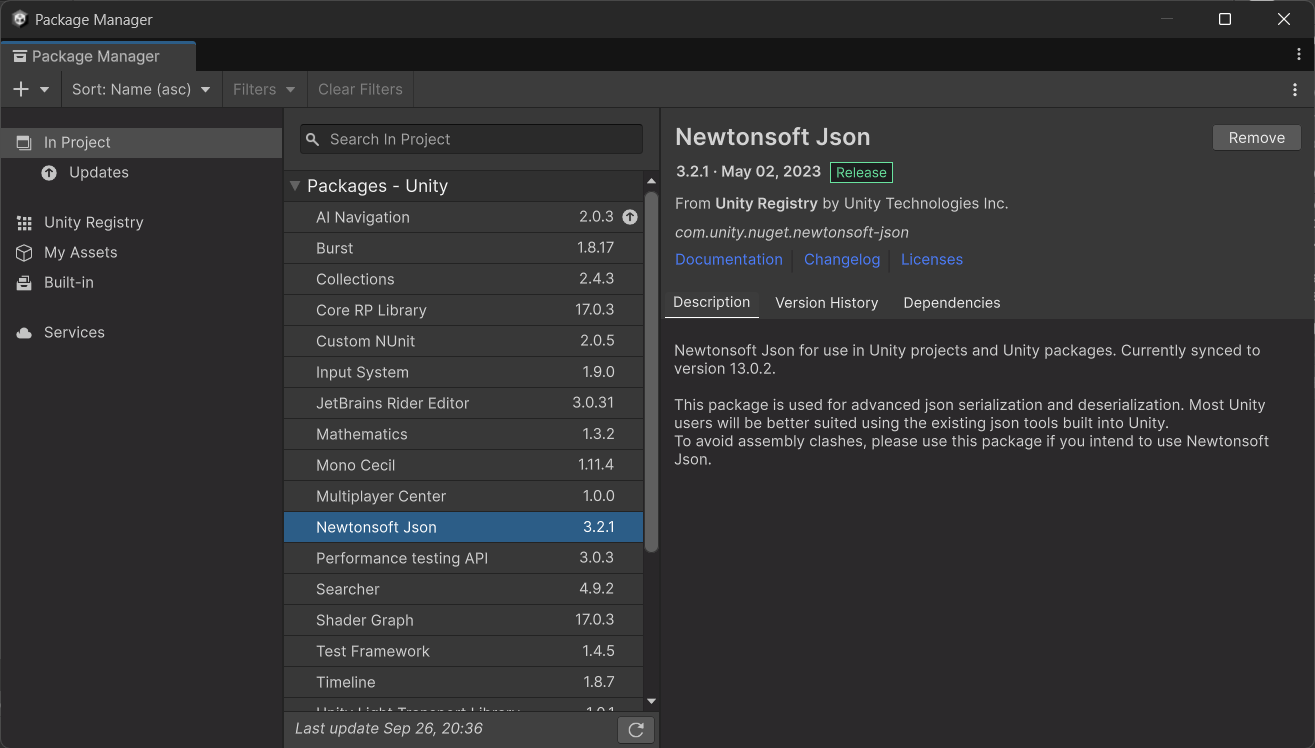 Package Manager
Package Manager
Sort: Name (asc)
Filters
Clear Filters
In Project
Updates
Unity Registry
My Assets
Built-in
Services
Search In Project
Packages - Unity
AI Navigation 2.0.3
Burst 1.8.17
Collections 2.4.3
Core RP Library 17.0.3
Custom NUnit 2.0.5
Input System 1.9.0
JetBrains Rider Editor 3.0.31
Mathematics 1.3.2
Mono Cecil 1.11.4
Multiplayer Center 1.0.0
Newtonsoft Json 3.2.1
Performance testing API 3.0.3
Searcher 4.9.2
Shader Graph 17.0.3
Test Framework 1.4.5
Timeline 1.8.7
Unity Light Transport Library 1.0.1
Last update Sep 26, 20:36
Newtonsoft Json
Remove
3.2.1 · May 02, 2023 Release
From Unity Registry by Unity Technologies Inc.
com.unity.nuget.newtonsoft-json
Documentation Changelog Licenses
Description Version History Dependencies
Newtonsoft Json for use in Unity projects and Unity packages. Currently synced to
version 13.0.2.
This package is used for advanced json serialization and deserialization. Most Unity
users will be better suited using the existing json tools built into Unity.
To avoid assembly clashes, please use this package if you intend to use Newtonsoft
Json.